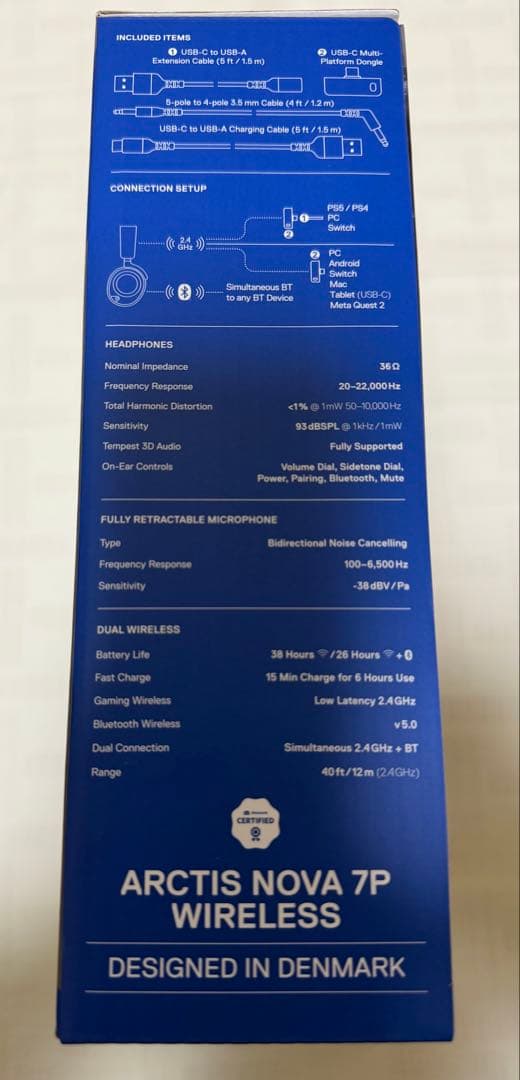 INCLUDED ITEMS
1 USB-C to USB-A
Extension Cable (5 ft / 1.5 m)
2 USB-C Multi-
Platform Dongle
5-pole to 4-pole 3.5 mm Cable (4 ft / 1.2 m)
USB-C to USB-A Charging Cable (5 ft / 1.5 m)
CONNECTION SETUP
2.4
GHz
1
2
PS5 / PS4
PC
Switch
2
PC
Android
Switch
Mac
Tablet (USB-C)
Meta Quest 2
Simultaneous BT
to any BT Device
HEADPHONES
Nominal Impedance 36Ω
Frequency Response 20–22,000 Hz
Total Harmonic Distortion <1% @ 1mW 50–10,000 Hz
Sensitivity 93 dBSPL @ 1kHz/1mW
Tempest 3D Audio Fully Supported
On-Ear Controls Volume Dial, Sidetone Dial,
Power, Pairing, Bluetooth, Mute
FULLY RETRACTABLE MICROPHONE
Type Bidirectional Noise Cancelling
Frequency Response 100–6,500 Hz
Sensitivity -38 dBV/Pa
DUAL WIRELESS
Battery Life 38 Hours / 26 Hours +
Fast Charge 15 Min Charge for 6 Hours Use
Gaming Wireless Low Latency 2.4 GHz
Bluetooth Wireless v5.0
Dual Connection Simultaneous 2.4 GHz + BT
Range 40 ft / 12 m (2.4GHz)
CERTIFIED
ARCTIS NOVA 7P
WIRELESS
DESIGNED IN DENMARK